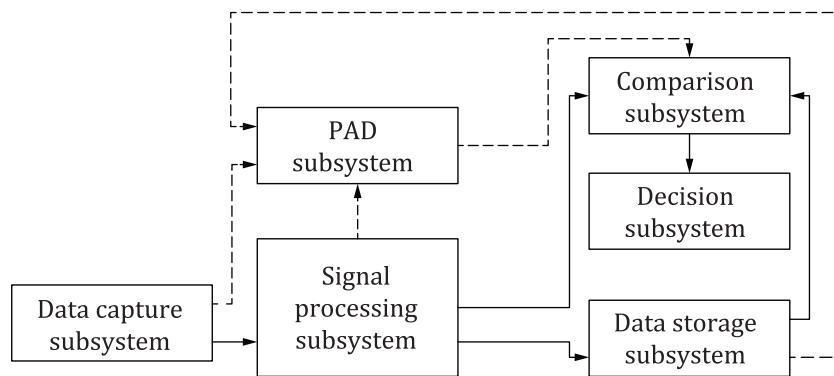 Comparison
subsystem
PAD
subsystem
Decision
subsystem
Signal
processing
subsystem
Data capture
subsystem
Data storage
subsystem